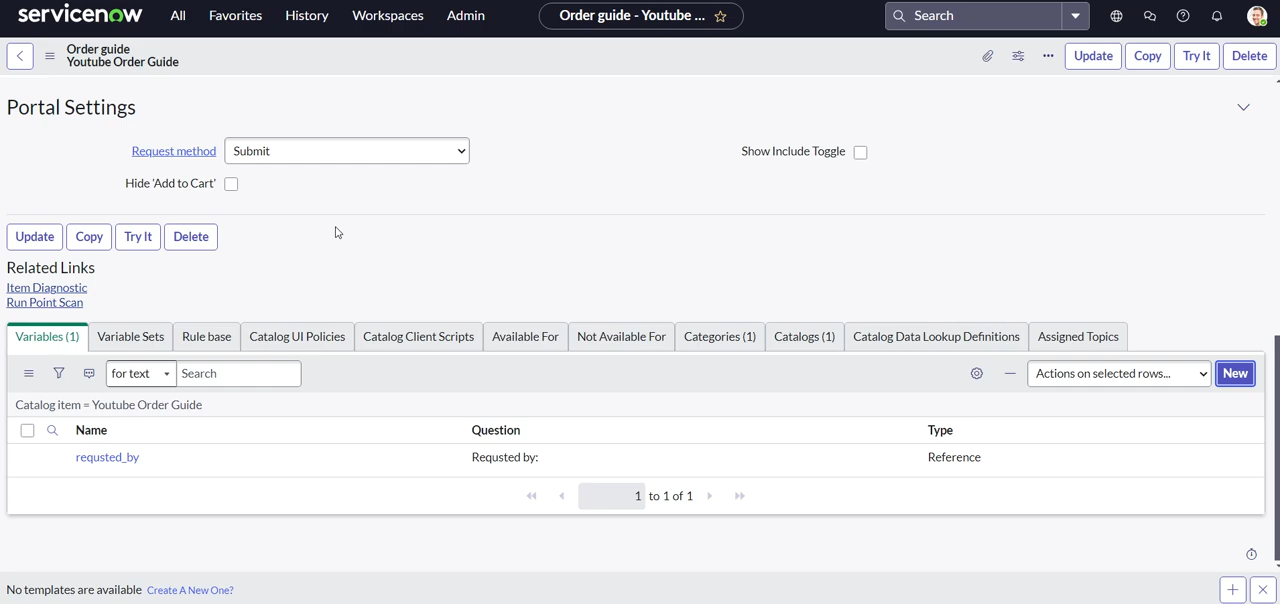 servicenow All Favorites History Workspaces Admin Order guide - Youtube ... Search
Order guide
Youtube Order Guide
Update Copy Try It Delete
Portal Settings
Request method Submit Show Include Toggle
Hide 'Add to Cart'
Update Copy Try It Delete
Related Links
Item Diagnostic
Run Point Scan
Variables (1) Variable Sets Rule base Catalog UI Policies Catalog Client Scripts Available For Not Available For Categories (1) Catalogs (1) Catalog Data Lookup Definitions Assigned Topics
for text Search Actions on selected rows... New
Catalog item = Youtube Order Guide
Name Question Type
requsted_by Requsted by: Reference
1 to 1 of 1
No templates are available Create A New One?